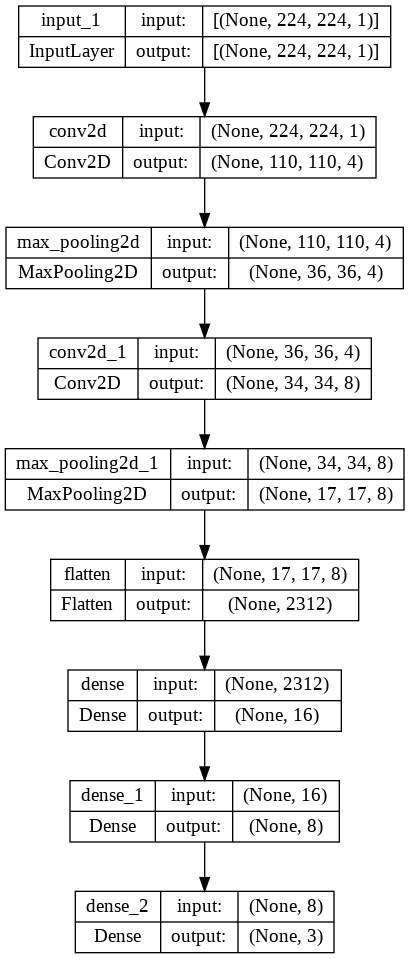 input_1 input: [(None, 224, 224, 1)]
InputLayer output: [(None, 224, 224, 1)]
conv2d input: (None, 224, 224, 1)
Conv2D output: (None, 110, 110, 4)
max_pooling2d input: (None, 110, 110, 4)
MaxPooling2D output: (None, 36, 36, 4)
conv2d_1 input: (None, 36, 36, 4)
Conv2D output: (None, 34, 34, 8)
max_pooling2d_1 input: (None, 34, 34, 8)
MaxPooling2D output: (None, 17, 17, 8)
flatten input: (None, 17, 17, 8)
Flatten output: (None, 2312)
dense input: (None, 2312)
Dense output: (None, 16)
dense_1 input: (None, 16)
Dense output: (None, 8)
dense_2 input: (None, 8)
Dense output: (None, 3)